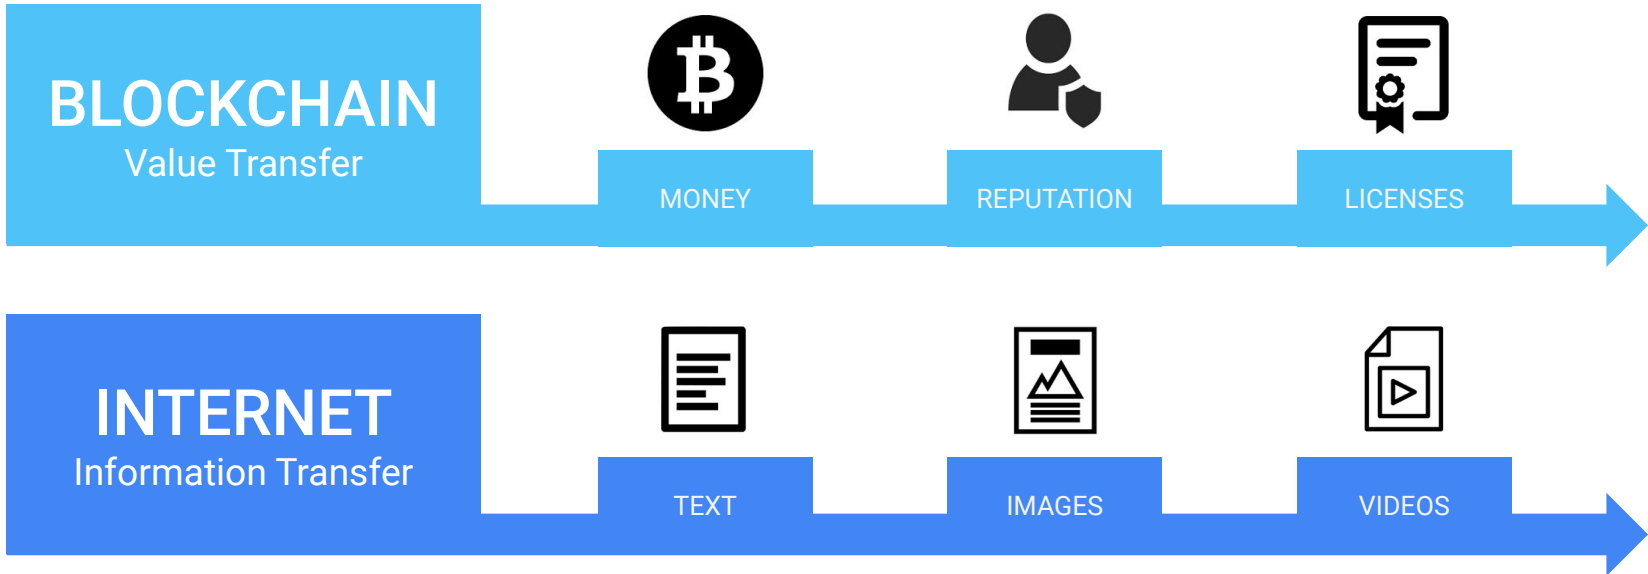 BLOCKCHAIN
Value Transfer
MONEY
REPUTATION
LICENSES
INTERNET
Information Transfer
TEXT
IMAGES
VIDEOS